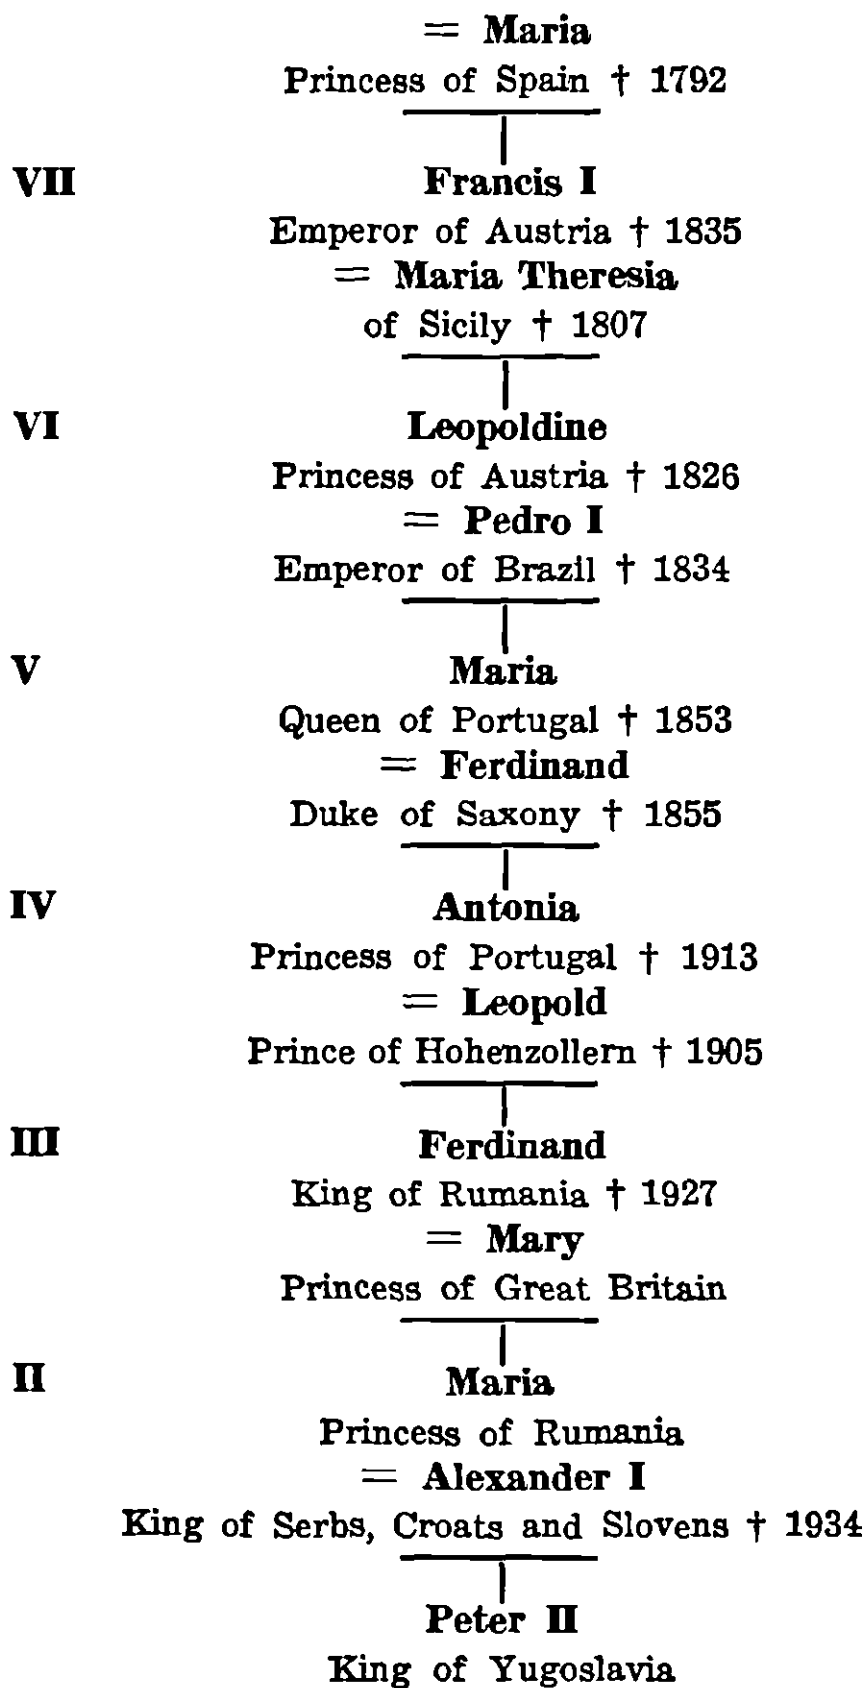 = Maria
Princess of Spain † 1792
VII Francis I
Emperor of Austria † 1835
= Maria Theresia
of Sicily † 1807
VI Leopoldine
Princess of Austria † 1826
= Pedro I
Emperor of Brazil † 1834
V Maria
Queen of Portugal † 1853
= Ferdinand
Duke of Saxony † 1855
IV Antonia
Princess of Portugal † 1913
= Leopold
Prince of Hohenzollern † 1905
III Ferdinand
King of Rumania † 1927
= Mary
Princess of Great Britain
II Maria
Princess of Rumania
= Alexander I
King of Serbs, Croats and Slovens † 1934
Peter II
King of Yugoslavia